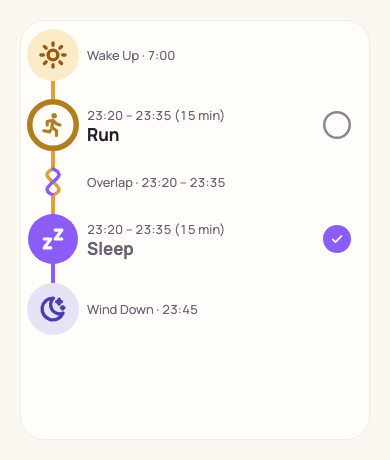 Wake Up · 7:00
23:20 – 23:35 (15 min)
Run
Overlap · 23:20 – 23:35
23:20 – 23:35 (15 min)
Sleep
Wind Down · 23:45